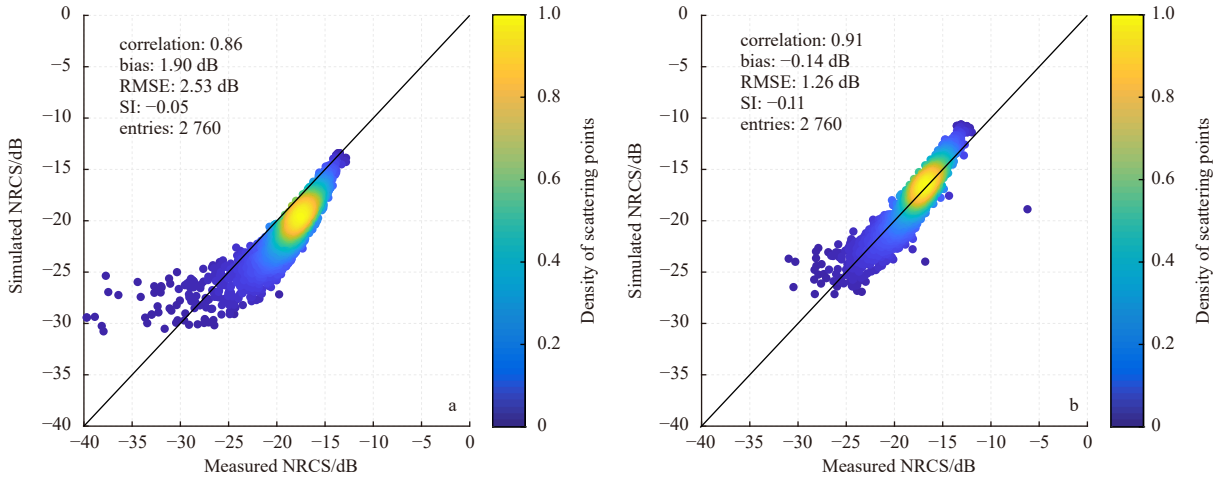 correlation: 0.86
bias: 1.90 dB
RMSE: 2.53 dB
SI: −0.05
entries: 2 760
0
−5
−10
−15
−20
−25
−30
−35
−40
Simulated NRCS/dB
−40 −35 −30 −25 −20 −15 −10 −5 0
Measured NRCS/dB
a
1.0
0.8
0.6
0.4
0.2
0
Density of scattering points
correlation: 0.91
bias: −0.14 dB
RMSE: 1.26 dB
SI: −0.11
entries: 2 760
0
−5
−10
−15
−20
−25
−30
−35
−40
Simulated NRCS/dB
−40 −35 −30 −25 −20 −15 −10 −5 0
Measured NRCS/dB
b
1.0
0.8
0.6
0.4
0.2
0
Density of scattering points